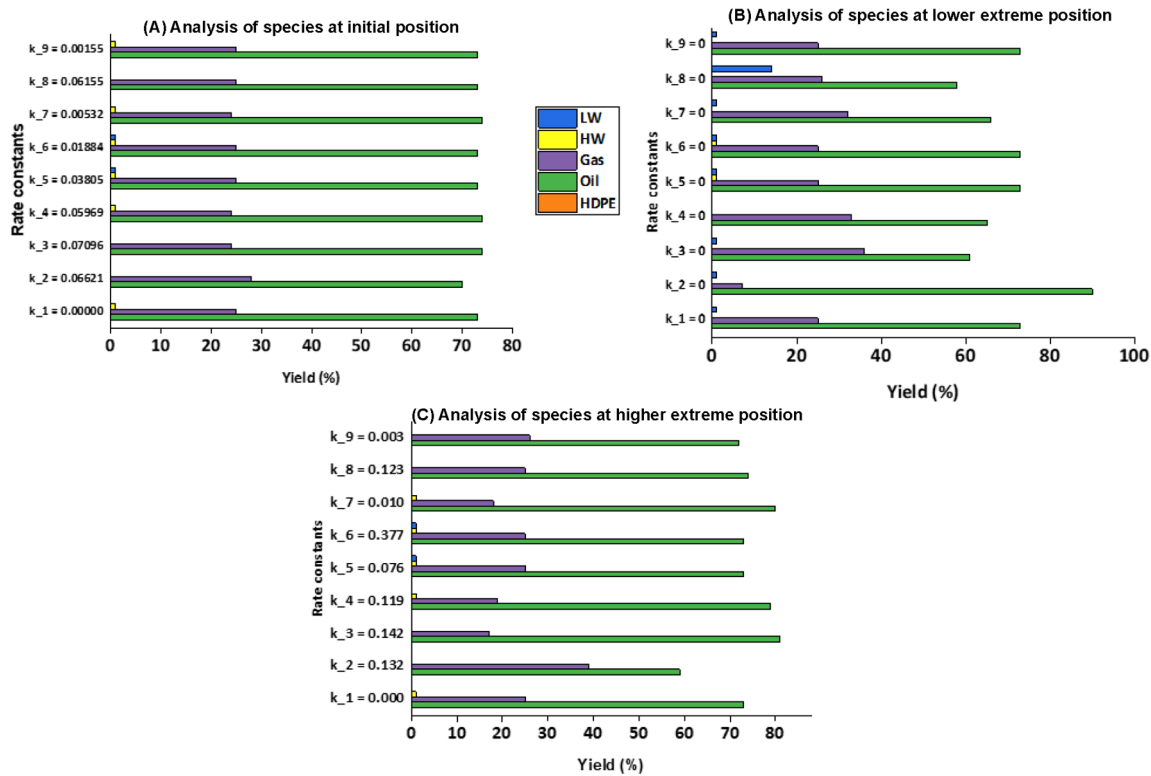 (A) Analysis of species at initial position
Rate constants
k_9 = 0.00155
k_8 = 0.06155
k_7 = 0.00532
k_6 = 0.01884
k_5 = 0.03805
k_4 = 0.05969
k_3 = 0.07096
k_2 = 0.06621
k_1 = 0.00000
0 10 20 30 40 50 60 70 80
Yield (%)
LW
HW
Gas
Oil
HDPE
(B) Analysis of species at lower extreme position
Rate constants
k_9 = 0
k_8 = 0
k_7 = 0
k_6 = 0
k_5 = 0
k_4 = 0
k_3 = 0
k_2 = 0
k_1 = 0
0 20 40 60 80 100
Yield (%)
(C) Analysis of species at higher extreme position
Rate constants
k_9 = 0.003
k_8 = 0.123
k_7 = 0.010
k_6 = 0.377
k_5 = 0.076
k_4 = 0.119
k_3 = 0.142
k_2 = 0.132
k_1 = 0.000
0 10 20 30 40 50 60 70 80
Yield (%)